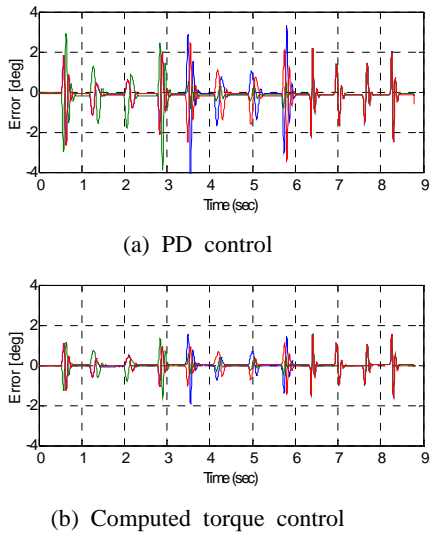 4
2
0
-2
-4
Error [deg]
0 1 2 3 4 5 6 7 8 9
Time (sec)
(a) PD control
4
2
0
-2
-4
Error [deg]
0 1 2 3 4 5 6 7 8 9
Time (sec)
(b) Computed torque control